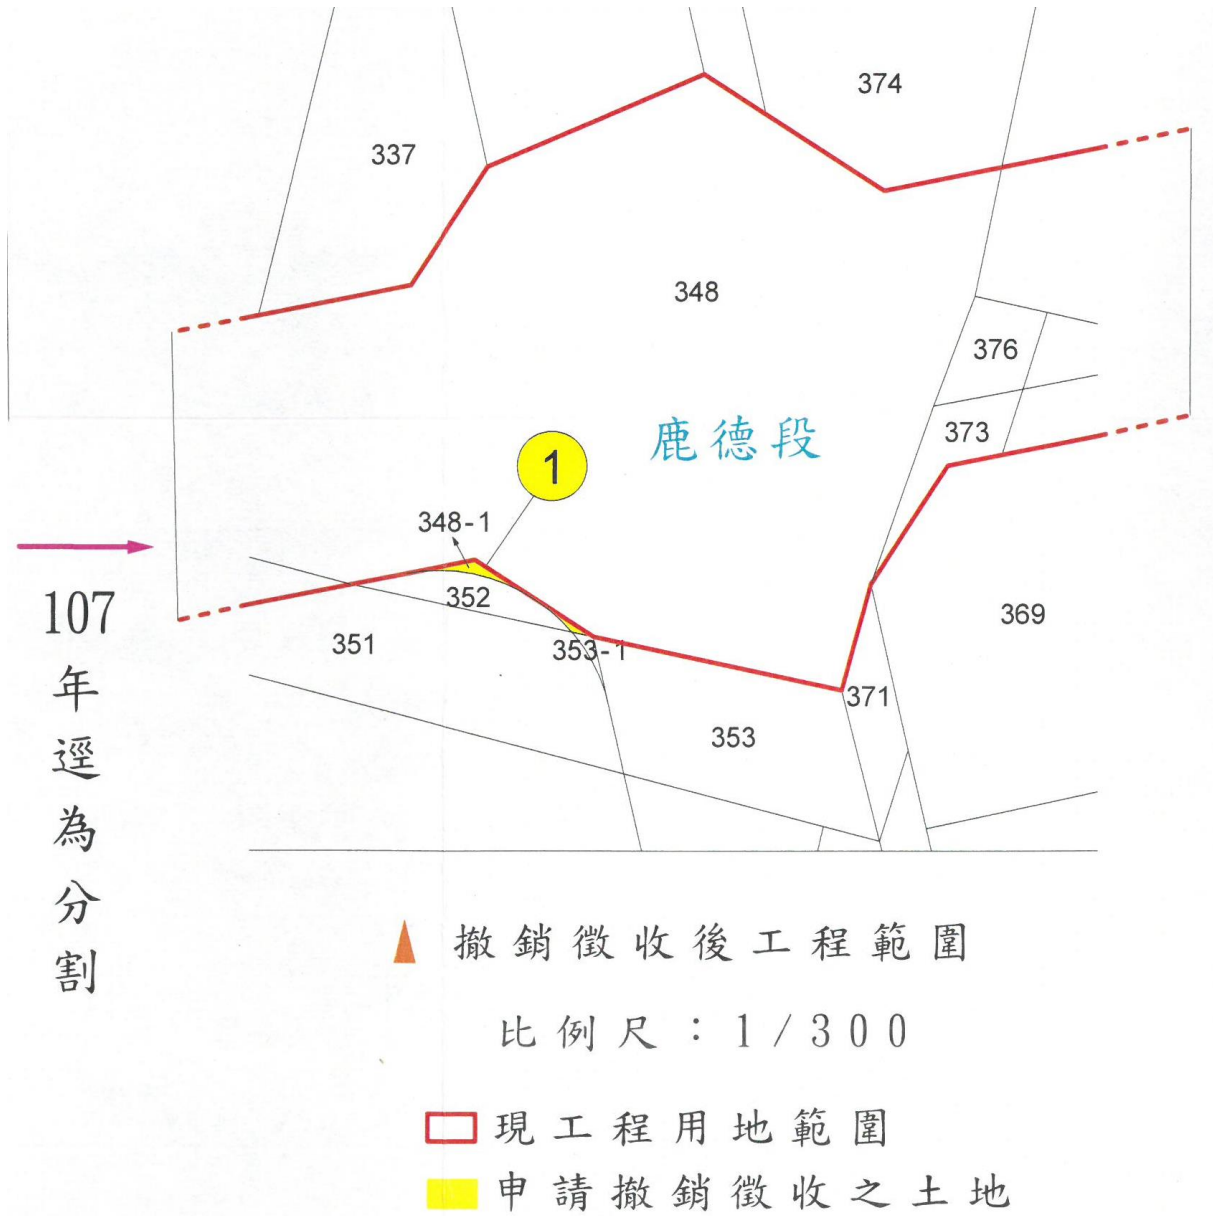 374
337
348
376
鹿德段
373
1
348-1
352
351
353-1
369
371
353
107
年
逕
為
分
割
撤銷徵收後工程範圍
比例尺：1/300
現工程用地範圍
申請撤銷徵收之土地